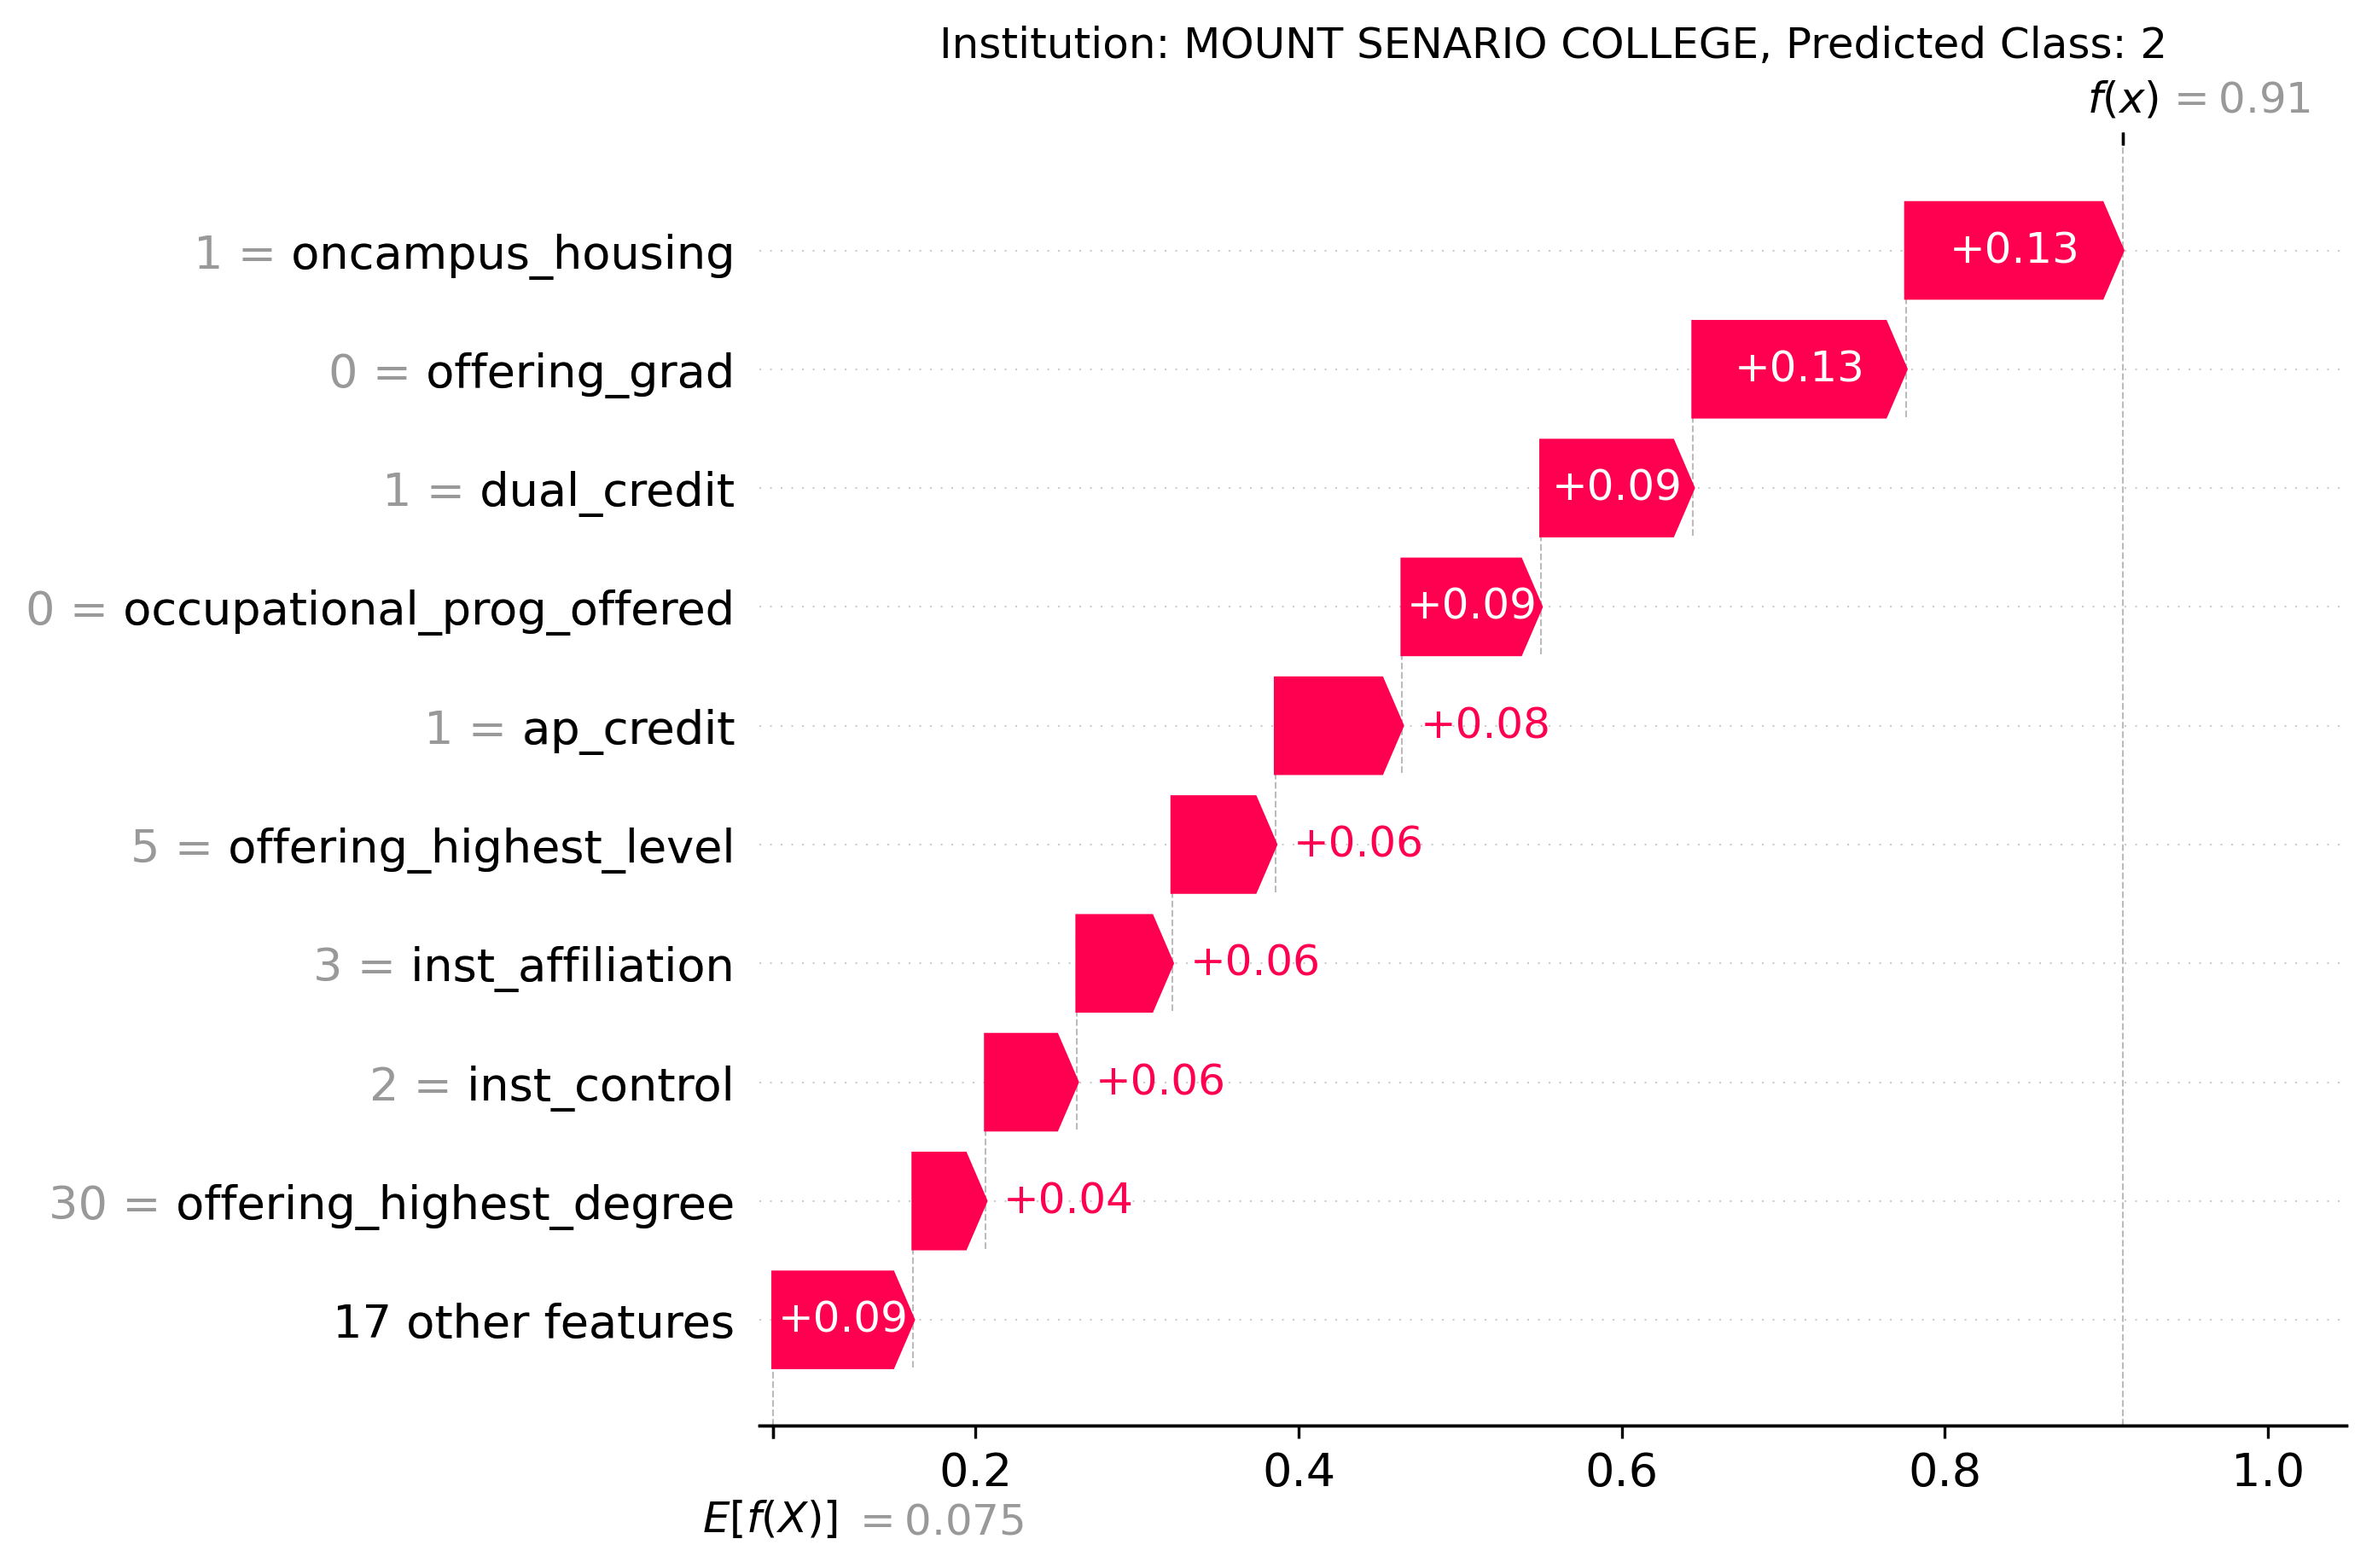 Institution: MOUNT SENARIO COLLEGE, Predicted Class: 2
f(x) = 0.91
1 = oncampus_housing +0.13
0 = offering_grad +0.13
1 = dual_credit +0.09
0 = occupational_prog_offered +0.09
1 = ap_credit +0.08
5 = offering_highest_level +0.06
3 = inst_affiliation +0.06
2 = inst_control +0.06
30 = offering_highest_degree +0.04
17 other features +0.09
0.2 0.4 0.6 0.8 1.0
E[f(X)] = 0.075